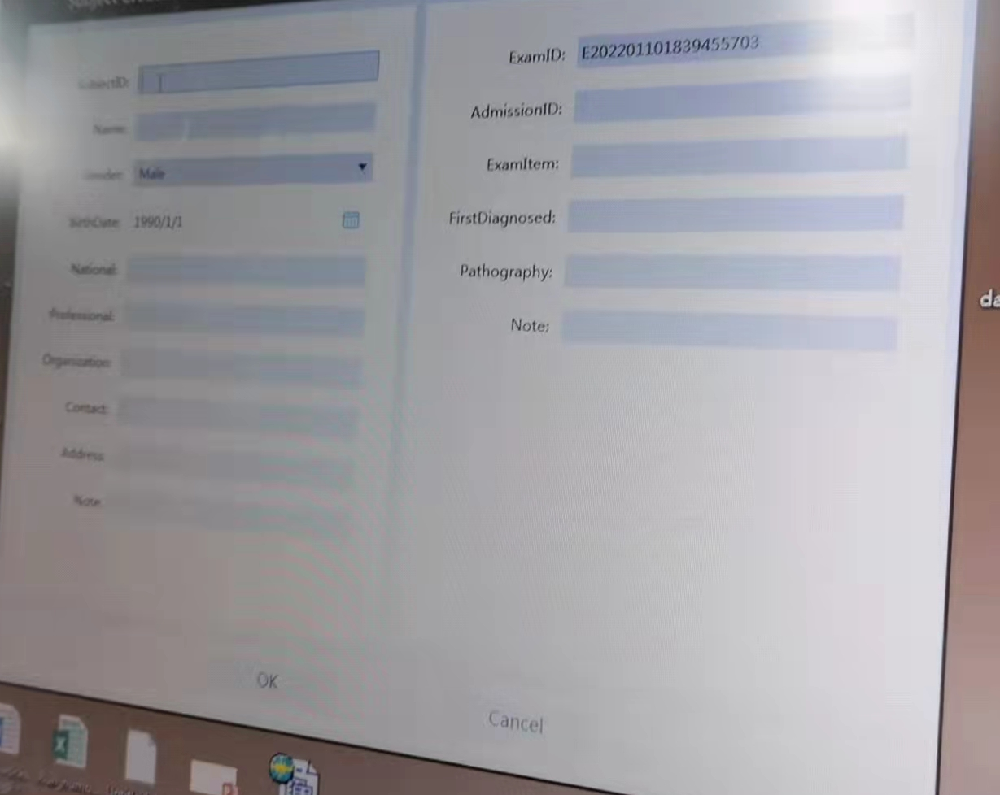 SubjectID:
Name:
Gender: Male
BirthDate: 1990/1/1
National:
Professional:
Organization:
Contact:
Address:
Note:
ExamID: E202201101839455703
AdmissionID:
ExamItem:
FirstDiagnosed:
Pathography:
Note:
OK
Cancel
da